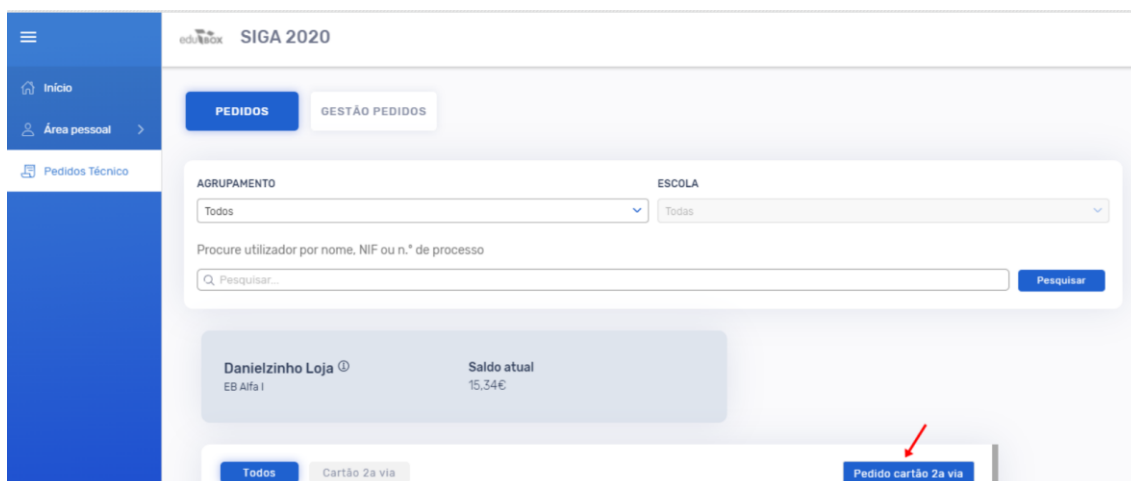 eduBOX SIGA 2020
Início
Área pessoal
Pedidos Técnico
PEDIDOS GESTÃO PEDIDOS
AGRUPAMENTO ESCOLA
Todos Todas
Procure utilizador por nome, NIF ou n.º de processo
Pesquisar... Pesquisar
Danielzinho Loja Saldo atual
EB Alfa I 15,34€
Todos Cartão 2a via Pedido cartão 2a via